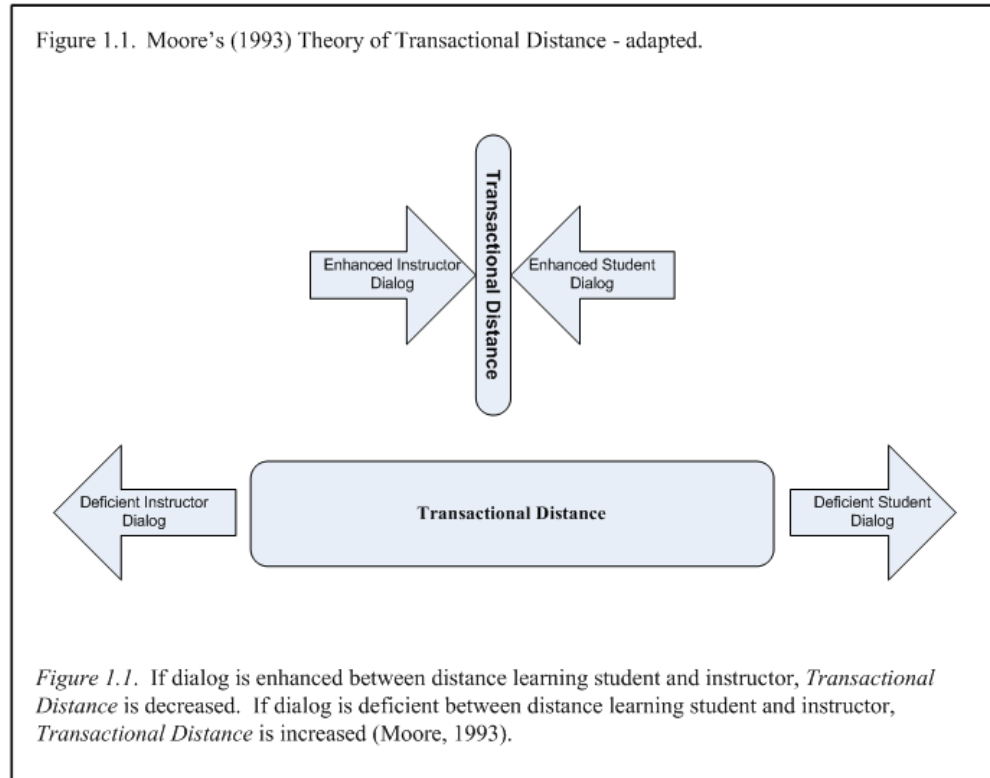 Figure 1.1. Moore's (1993) Theory of Transactional Distance - adapted.
Transactional Distance
Enhanced Instructor
Dialog
Enhanced Student
Dialog
Deficient Instructor
Dialog
Transactional Distance
Deficient Student
Dialog
Figure 1.1. If dialog is enhanced between distance learning student and instructor, Transactional
Distance is decreased. If dialog is deficient between distance learning student and instructor,
Transactional Distance is increased (Moore, 1993).